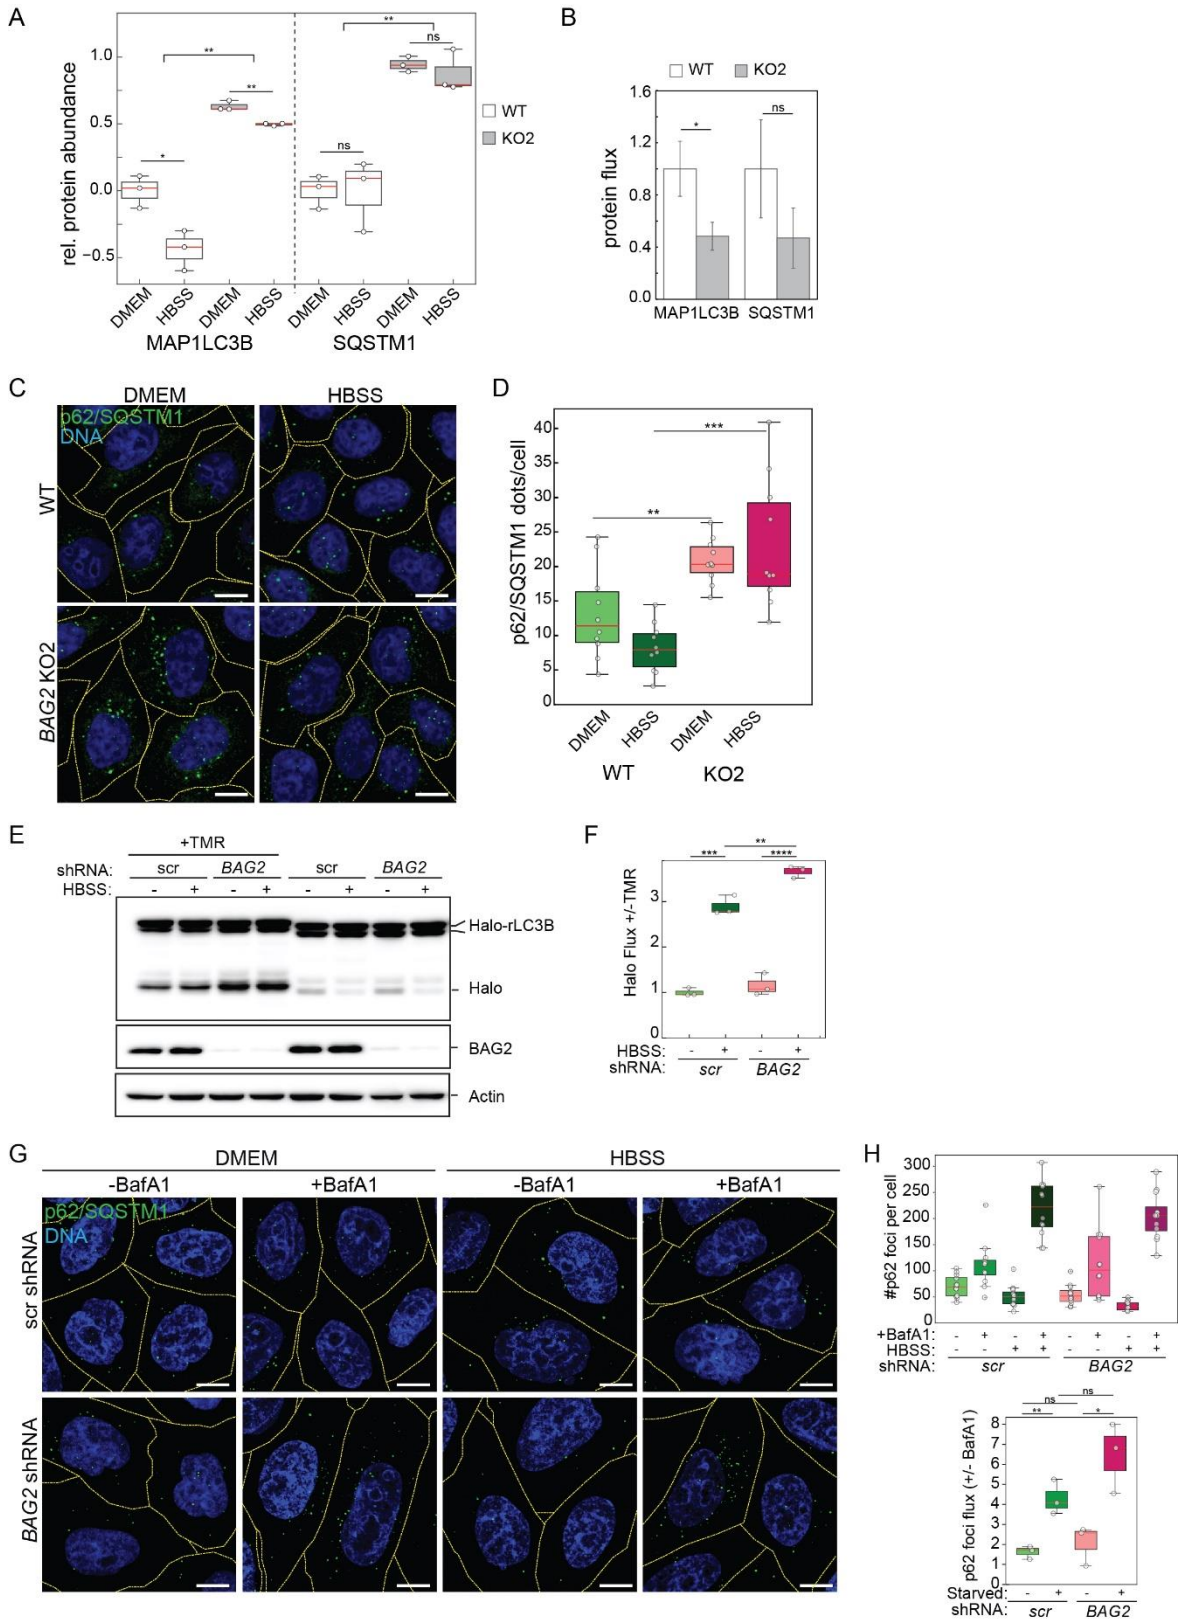 A
rel. protein abundance
1.0
0.5
0.0
−0.5
**
**
**
ns
**
*
ns
WT
KO2
DMEM
HBSS
DMEM
HBSS
DMEM
HBSS
DMEM
HBSS
MAP1LC3B
SQSTM1
B
WT
KO2
protein flux
1.6
1.2
0.8
0.4
0.0
*
ns
MAP1LC3B
SQSTM1
C
DMEM
HBSS
p62/SQSTM1
DNA
WT
BAG2 KO2
D
p62/SQSTM1 dots/cell
40
35
30
25
20
15
10
5
0
***
**
DMEM
HBSS
DMEM
HBSS
WT
KO2
E
+TMR
shRNA: scr BAG2 scr BAG2
HBSS: - + - + - + - +
Halo-rLC3B
Halo
BAG2
Actin
F
Halo Flux +/-TMR
3
2
1
0
**
*** ****
HBSS: - + - +
shRNA: scr BAG2
G
DMEM
HBSS
-BafA1
+BafA1
-BafA1
+BafA1
p62/SQSTM1
DNA
scr shRNA
BAG2 shRNA
H
#p62 foci per cell
300
250
200
150
100
50
0
+BafA1: - + - + - + - +
HBSS: - - + + - - + +
shRNA: scr BAG2
p62 foci flux (+/- BafA1)
8
7
6
5
4
3
2
1
0
ns
ns
**
*
Starved: - + - +
shRNA: scr BAG2